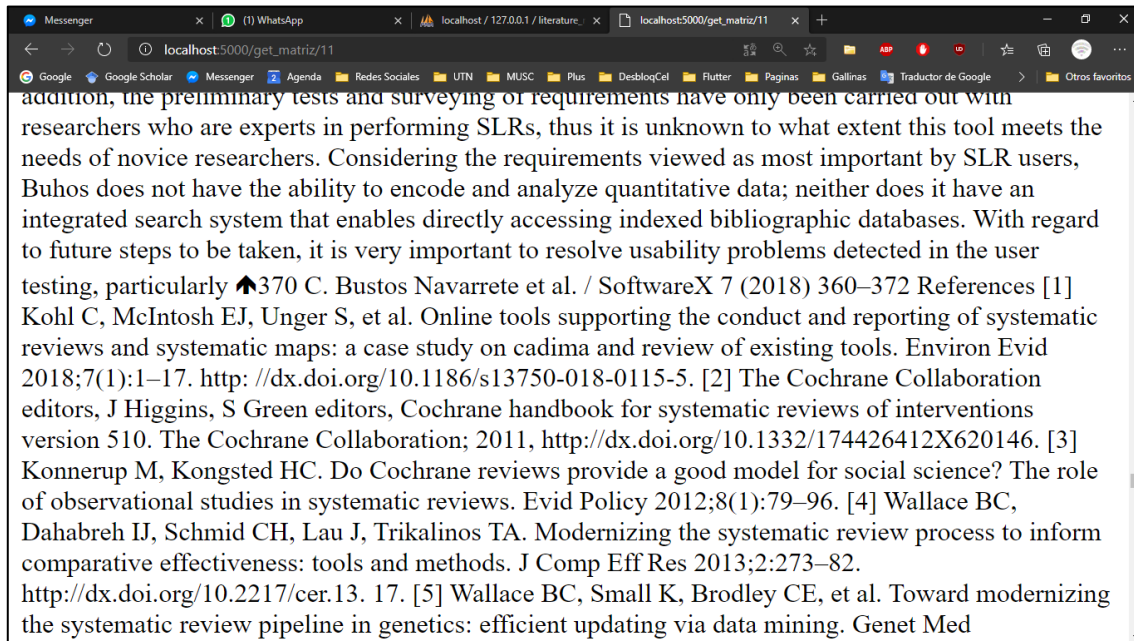 Messenger
(1) WhatsApp
localhost / 127.0.0.1 / literature_
localhost:5000/get_matriz/11
localhost:5000/get_matriz/11
ABP
UD
Google Google Scholar Messenger 2 Agenda Redes Sociales UTN MUSC Plus DesbloqCel Flutter Paginas Gallinas Traductor de Google Otros favoritos
addition, the preliminary tests and surveying of requirements have only been carried out with
researchers who are experts in performing SLRs, thus it is unknown to what extent this tool meets the
needs of novice researchers. Considering the requirements viewed as most important by SLR users,
Buhos does not have the ability to encode and analyze quantitative data; neither does it have an
integrated search system that enables directly accessing indexed bibliographic databases. With regard
to future steps to be taken, it is very important to resolve usability problems detected in the user
testing, particularly 🡅370 C. Bustos Navarrete et al. / SoftwareX 7 (2018) 360–372 References [1]
Kohl C, McIntosh EJ, Unger S, et al. Online tools supporting the conduct and reporting of systematic
reviews and systematic maps: a case study on cadima and review of existing tools. Environ Evid
2018;7(1):1–17. http: //dx.doi.org/10.1186/s13750-018-0115-5. [2] The Cochrane Collaboration
editors, J Higgins, S Green editors, Cochrane handbook for systematic reviews of interventions
version 510. The Cochrane Collaboration; 2011, http://dx.doi.org/10.1332/174426412X620146. [3]
Konnerup M, Kongsted HC. Do Cochrane reviews provide a good model for social science? The role
of observational studies in systematic reviews. Evid Policy 2012;8(1):79–96. [4] Wallace BC,
Dahabreh IJ, Schmid CH, Lau J, Trikalinos TA. Modernizing the systematic review process to inform
comparative effectiveness: tools and methods. J Comp Eff Res 2013;2:273–82.
http://dx.doi.org/10.2217/cer.13. 17. [5] Wallace BC, Small K, Brodley CE, et al. Toward modernizing
the systematic review pipeline in genetics: efficient updating via data mining. Genet Med